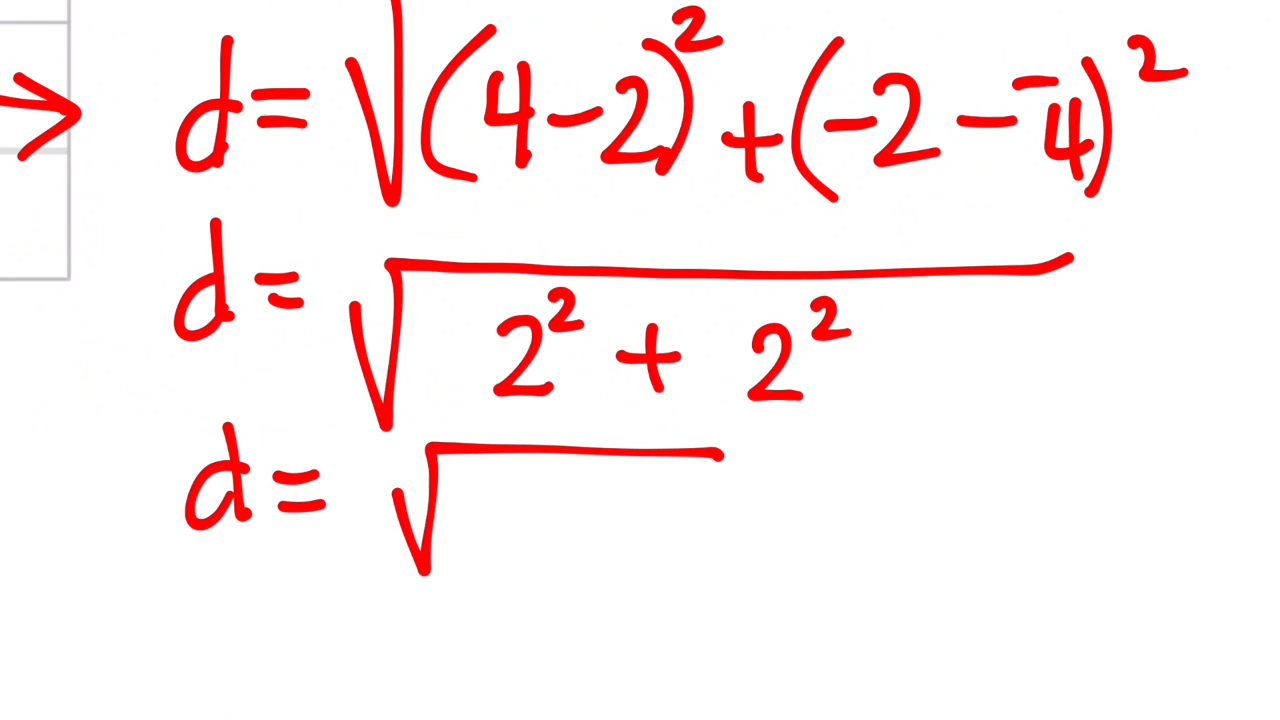 d = √(4-2)² + (-2 - ⁻4)²
d = √2² + 2²
d = √